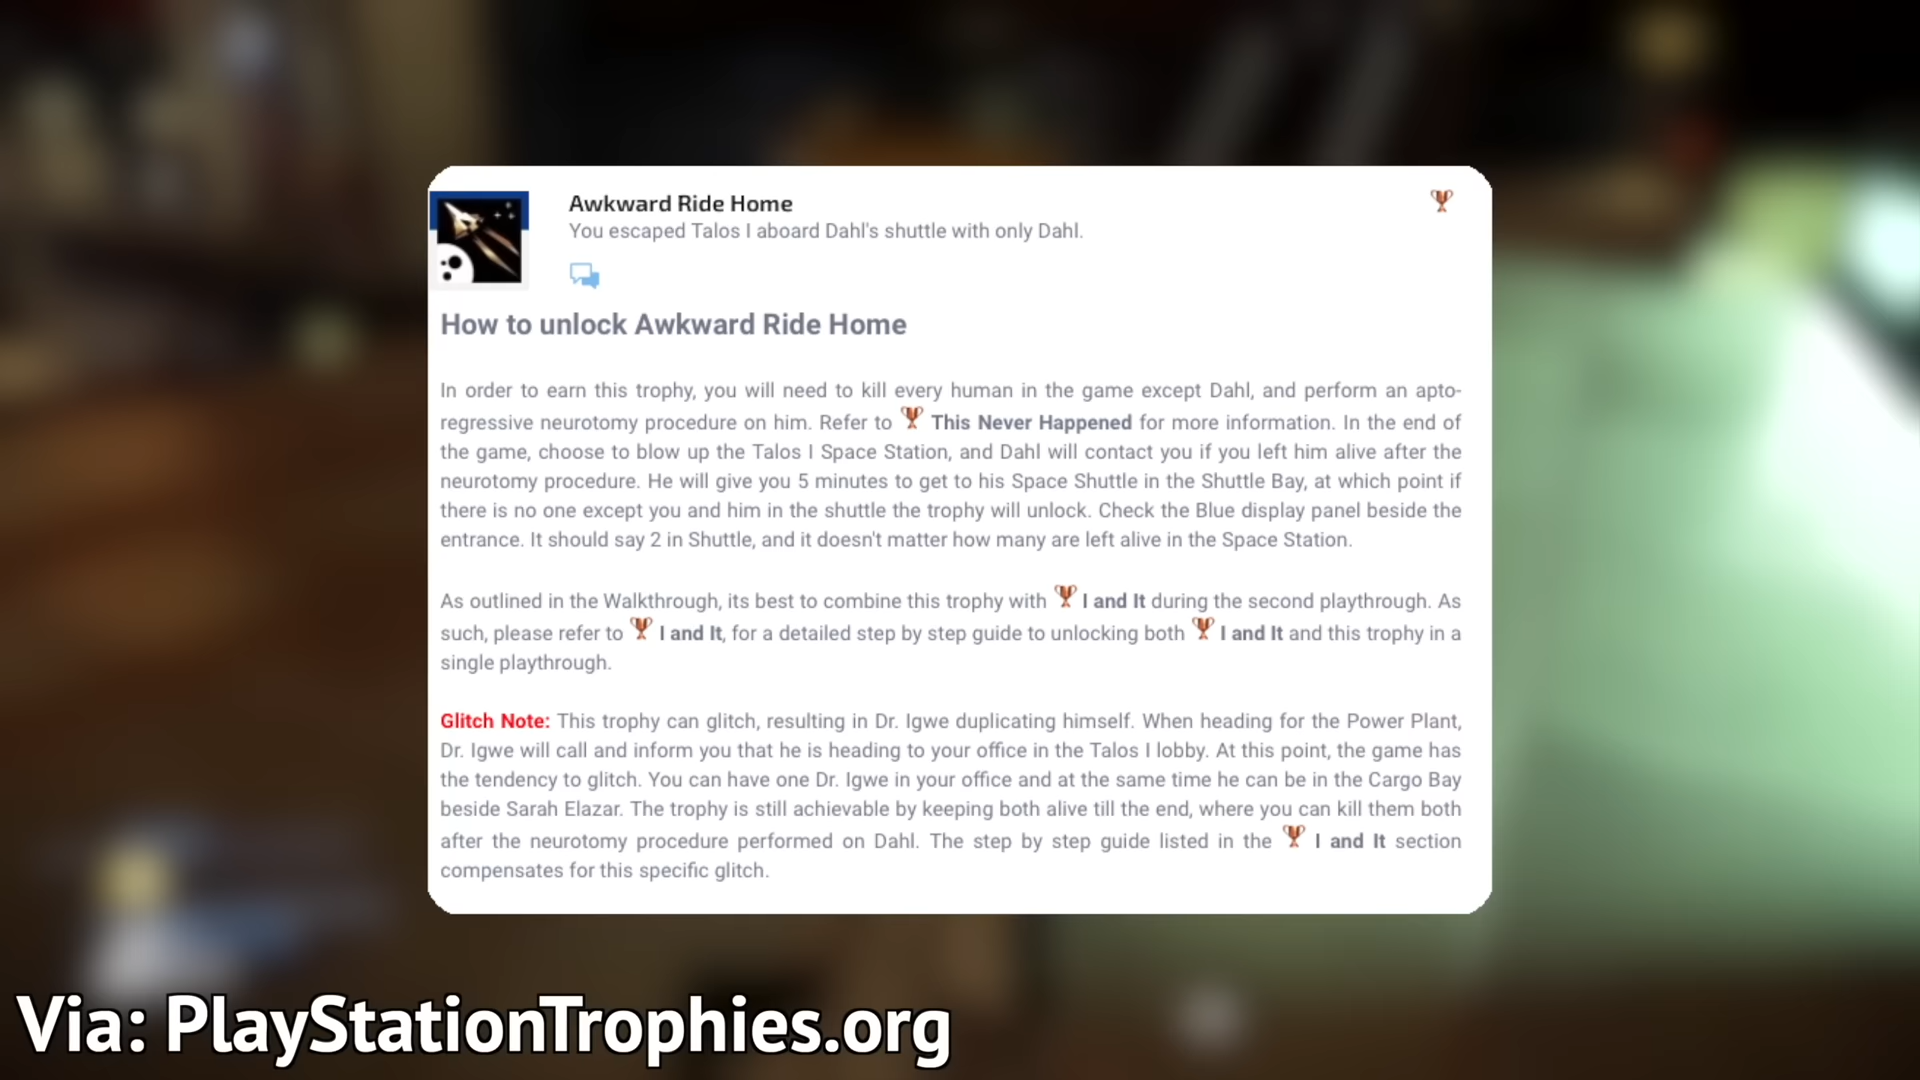 Awkward Ride Home
You escaped Talos I aboard Dahl's shuttle with only Dahl.
How to unlock Awkward Ride Home
In order to earn this trophy, you will need to kill every human in the game except Dahl, and perform an apto-
regressive neurotomy procedure on him. Refer to This Never Happened for more information. In the end of
the game, choose to blow up the Talos I Space Station, and Dahl will contact you if you left him alive after the
neurotomy procedure. He will give you 5 minutes to get to his Space Shuttle in the Shuttle Bay, at which point if
there is no one except you and him in the shuttle the trophy will unlock. Check the Blue display panel beside the
entrance. It should say 2 in Shuttle, and it doesn't matter how many are left alive in the Space Station.
As outlined in the Walkthrough, its best to combine this trophy with I and It during the second playthrough. As
such, please refer to I and It, for a detailed step by step guide to unlocking both I and It and this trophy in a
single playthrough.
Glitch Note: This trophy can glitch, resulting in Dr. Igwe duplicating himself. When heading for the Power Plant,
Dr. Igwe will call and inform you that he is heading to your office in the Talos I lobby. At this point, the game has
the tendency to glitch. You can have one Dr. Igwe in your office and at the same time he can be in the Cargo Bay
beside Sarah Elazar. The trophy is still achievable by keeping both alive till the end, where you can kill them both
after the neurotomy procedure performed on Dahl. The step by step guide listed in the I and It section
compensates for this specific glitch.
Via: PlayStationTrophies.org